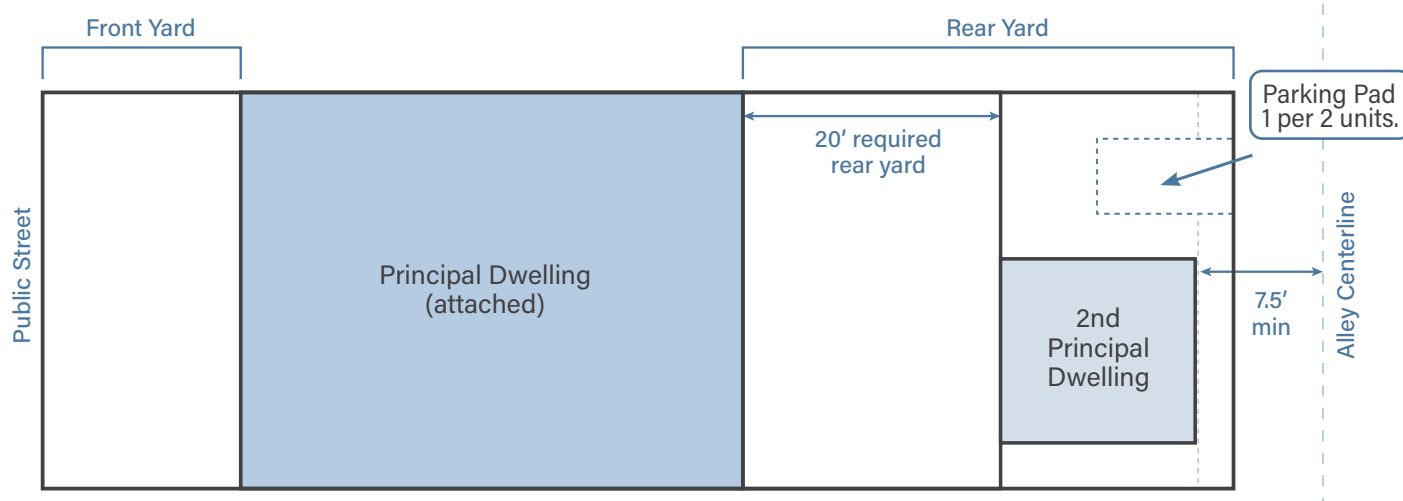 Front Yard
Rear Yard
Parking Pad
1 per 2 units.
20′ required
rear yard
Public Street
Principal Dwelling
(attached)
2nd
Principal
Dwelling
7.5′
min
Alley Centerline